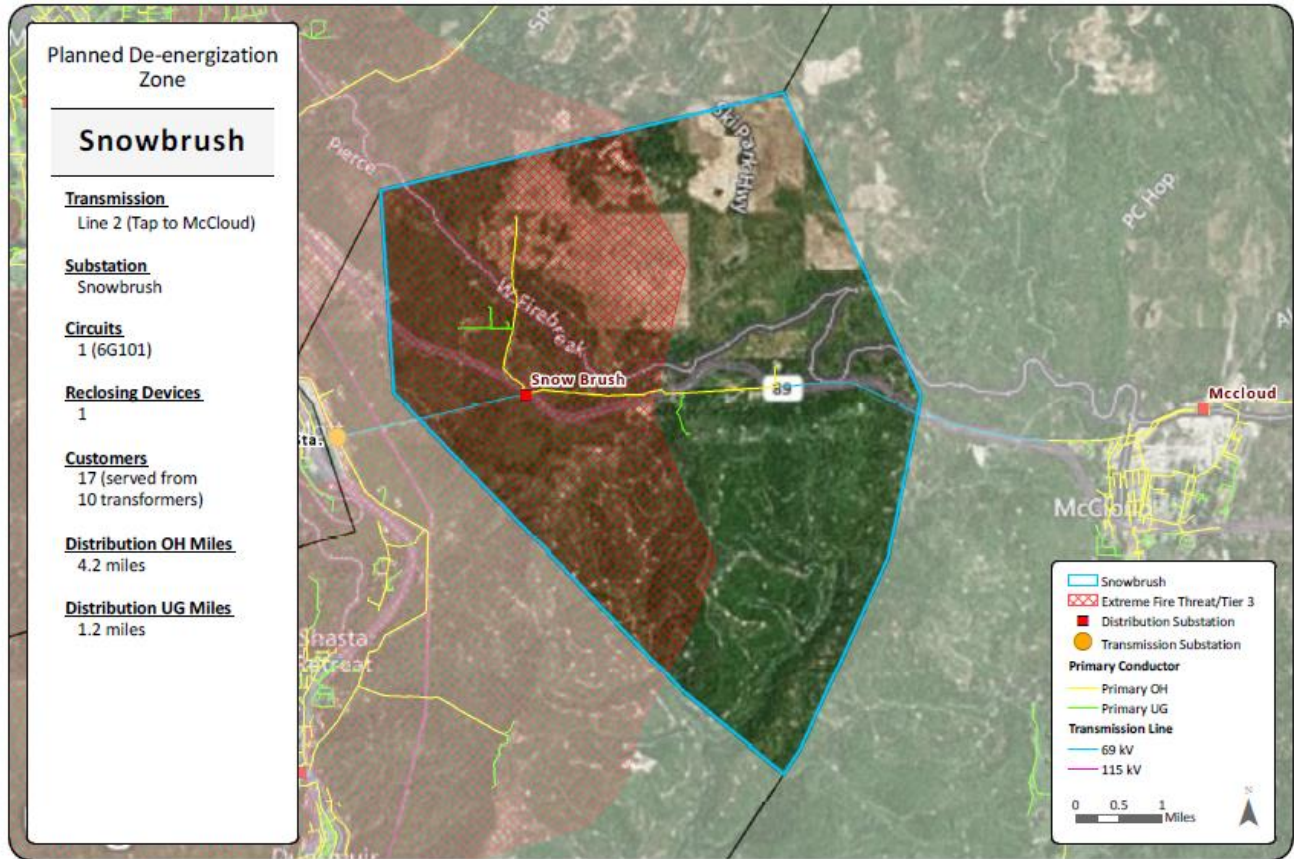 Planned De-energization
Zone
Snowbrush
Transmission
Line 2 (Tap to McCloud)
Substation
Snowbrush
Circuits
1 (6G101)
Reclosing Devices
1
Customers
17 (served from
10 transformers)
Distribution OH Miles
4.2 miles
Distribution UG Miles
1.2 miles
Pierce
Ski Park Hwy
PC Hop
W Firebreak
Snow Brush
89
Mccloud
McCloud
sta.
Shasta
Retreat
Snowbrush
Extreme Fire Threat/Tier 3
Distribution Substation
Transmission Substation
Primary Conductor
Primary OH
Primary UG
Transmission Line
69 kV
115 kV
N
0 0.5 1
Miles